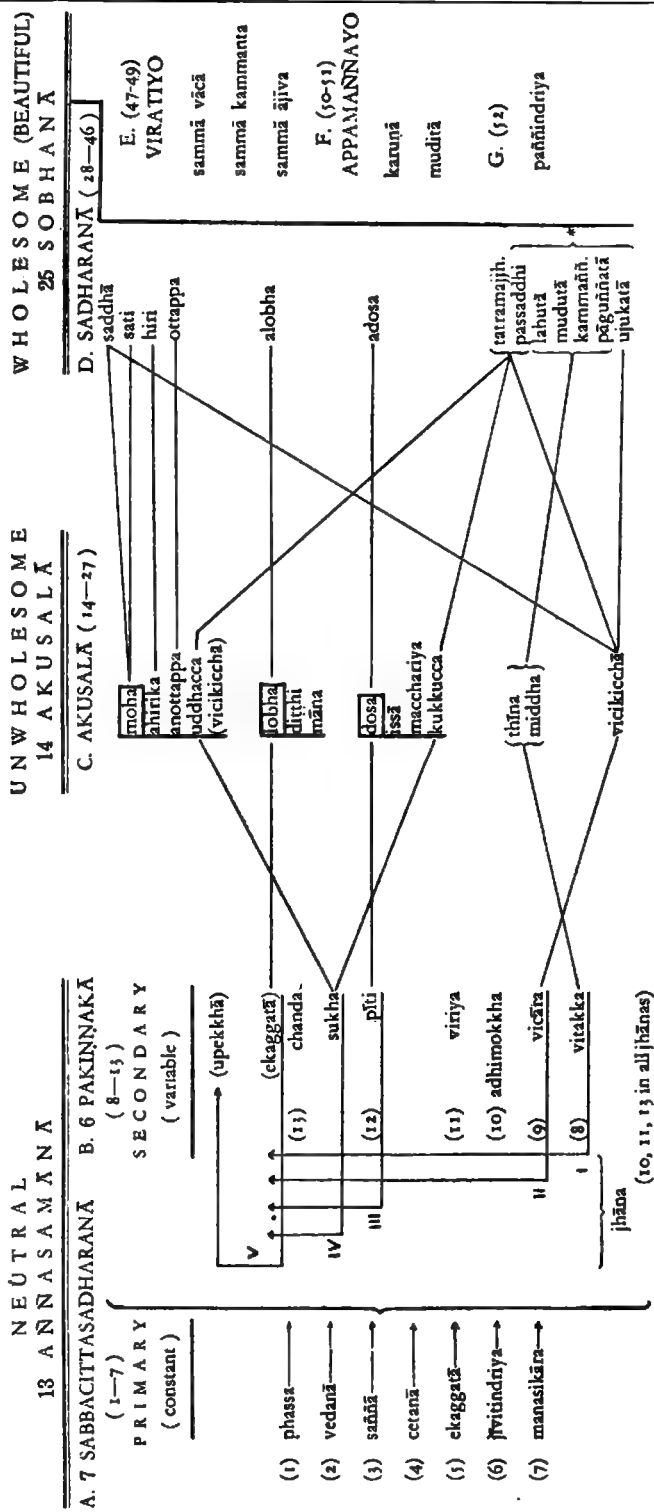 NEUTRAL
13 AÑÑASAMĀNĀ
A. 7 SABBACITTASADHARAṆĀ
(1—7)
PRIMARY
(constant)
(1) phassa
(2) vedanā
(3) saññā
(4) cetanā
(5) ekaggatā
(6) jīvitindriya
(7) manasikāra
B. 6 PAKIṆṆAKĀ
(8—13)
SECONDARY
(variable)
(upekkhā)
(ekaggatā)
(13) chanda
sukha
(12) pīti
(11) viriya
(10) adhimokkha
(9) vicāra
(8) vitakka
V
IV
III
II
I
jhāna
(10, 11, 13 in all jhānas)
UNWHOLESOME
14 AKUSALĀ
C. AKUSALĀ (14—27)
moha
ahirika
anottappa
uddhacca
(vicikicchā)
lobha
diṭṭhi
māna
dosa
issā
macchariya
kukkucca
thīna
middha
vicikicchā
WHOLESOME (BEAUTIFUL)
25 SOBHANĀ
D. SADHARAṆĀ (28—46)
saddhā
sati
hiri
ottappa
alobha
adosa
tatramajjh.
passaddhi
lahutā
mudutā
kammaññ.
pāguññatā
ujukatā
*
E. (47-49)
VIRATIYO
sammā vācā
sammā kammanta
sammā ājīva
F. (50-51)
APPAMAÑÑAYO
karuṇā
muditā
G. (52)
paññindriya